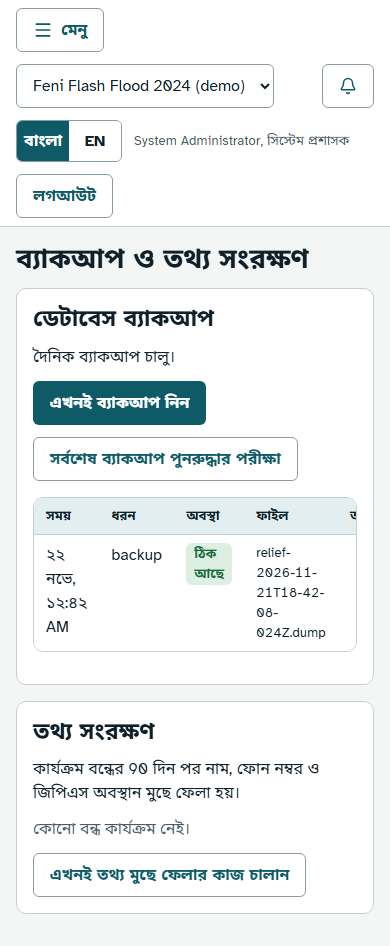 মেনু
Feni Flash Flood 2024 (demo)
বাংলা EN System Administrator, সিস্টেম প্রশাসক
লগআউট
ব্যাকআপ ও তথ্য সংরক্ষণ
ডেটাবেস ব্যাকআপ
দৈনিক ব্যাকআপ চালু।
এখনই ব্যাকআপ নিন
সর্বশেষ ব্যাকআপ পুনরুদ্ধার পরীক্ষা
সময় ধরন অবস্থা ফাইল
২২ নভে, ১২:৪২ AM backup ঠিক আছে relief-2026-11-21T18-42-08-024Z.dump
তথ্য সংরক্ষণ
কার্যক্রম বন্ধের 90 দিন পর নাম, ফোন নম্বর ও
জিপিএস অবস্থান মুছে ফেলা হয়।
কোনো বন্ধ কার্যক্রম নেই।
এখনই তথ্য মুছে ফেলার কাজ চালান